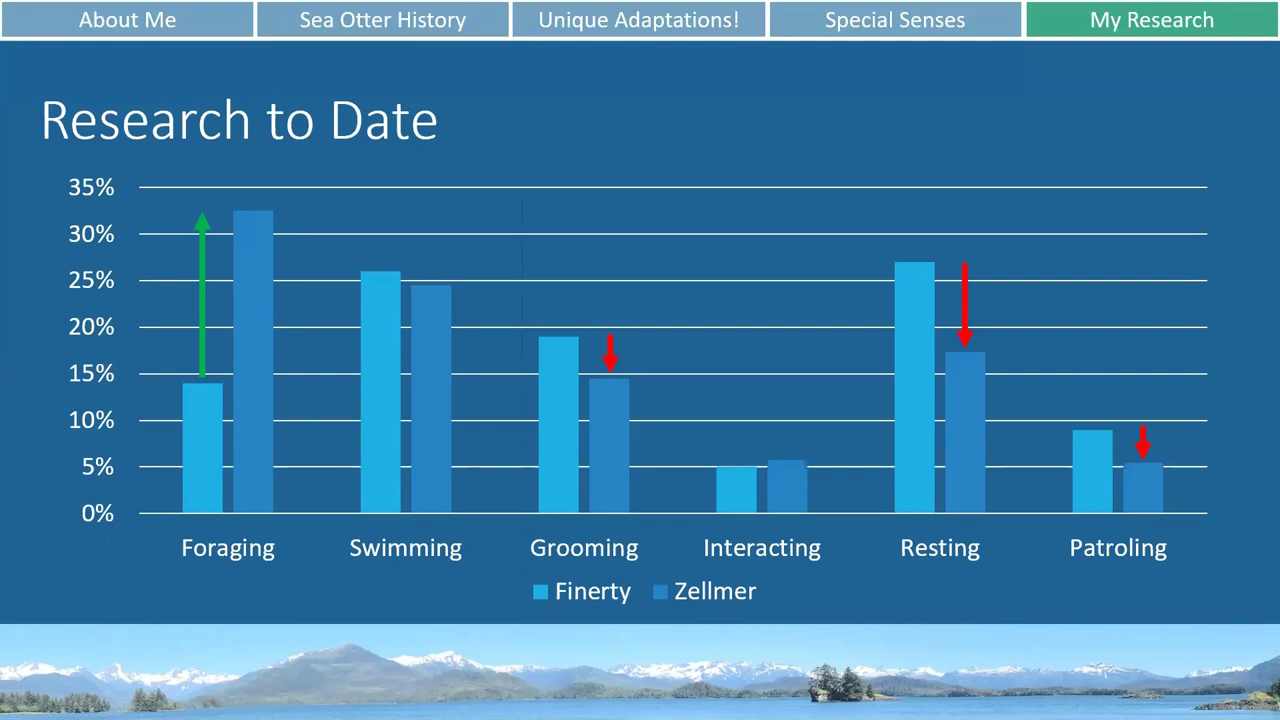 About Me
Sea Otter History
Unique Adaptations!
Special Senses
My Research
Research to Date
35%
30%
25%
20%
15%
10%
5%
0%
Foraging
Swimming
Grooming
Interacting
Resting
Patroling
Finerty
Zellmer